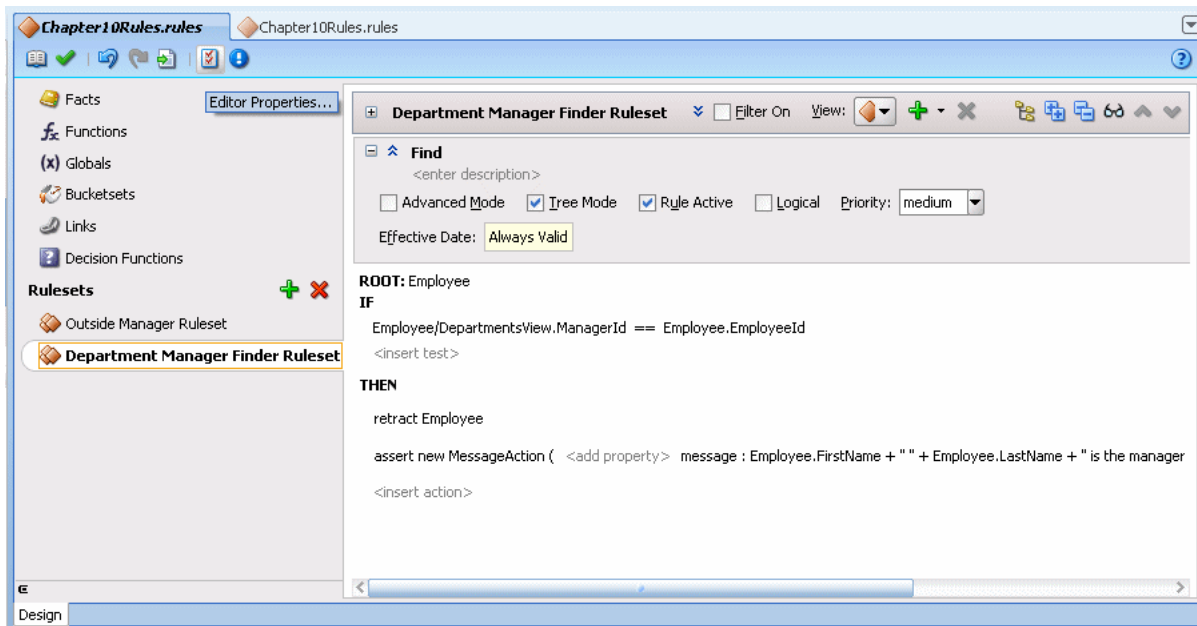 Chapter10Rules.rules
Chapter10Rules.rules
Editor Properties...
Facts
Functions
(x) Globals
Bucketsets
Links
Decision Functions
Rulesets
Outside Manager Ruleset
Department Manager Finder Ruleset
Department Manager Finder Ruleset Filter On View:
Find
<enter description>
Advanced Mode Tree Mode Rule Active Logical Priority: medium
Effective Date: Always Valid
ROOT: Employee
IF
Employee/DepartmentsView.ManagerId == Employee.EmployeeId
<insert test>
THEN
retract Employee
assert new MessageAction ( <add property> message : Employee.FirstName + " " + Employee.LastName + " is the manager
<insert action>
Design